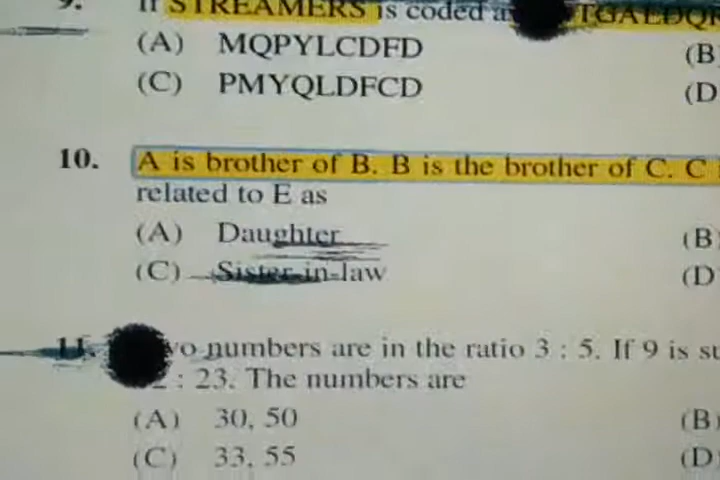 9. If STREAMERS is coded
(A) MQPYLCDFD (B
(C) PMYQLDFCD (D
10. A is brother of B. B is the brother of C. C
related to E as
(A) Daughter (B
(C) Sister-in-law (D
11. numbers are in the ratio 3 : 5. If 9 is
: 23. The numbers are
(A) 30, 50 (B)
(C) 33, 55 (D